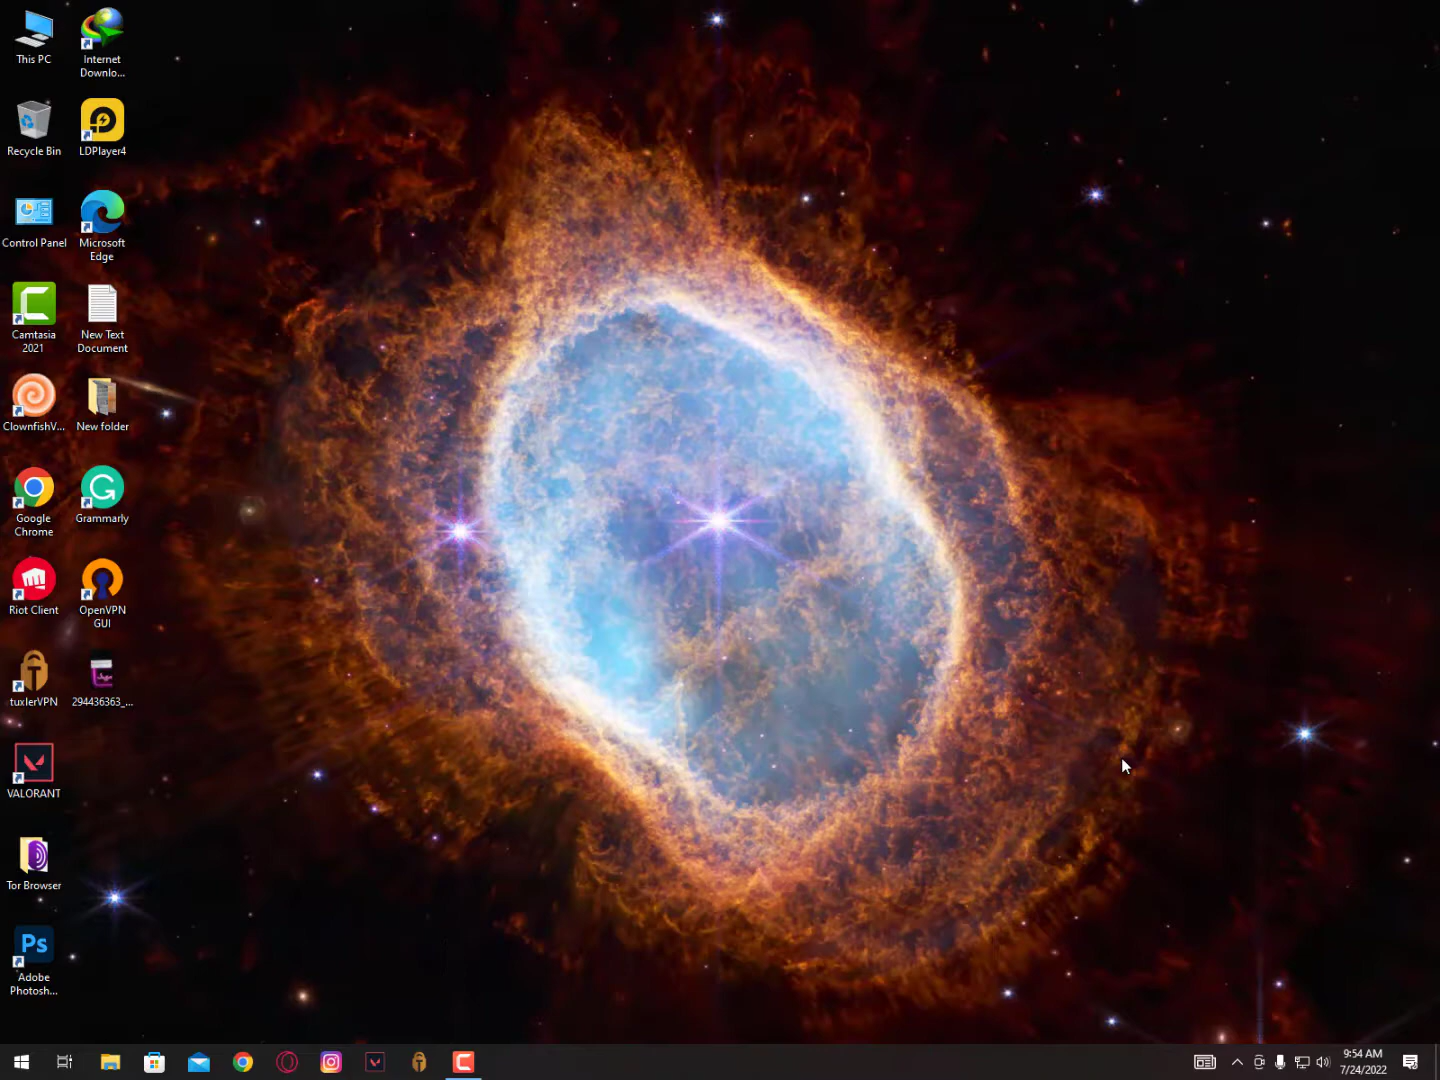 This PC
Internet
Downlo...
Recycle Bin
LDPlayer4
Control Panel
Microsoft
Edge
Camtasia
2021
New Text
Document
ClownfishV...
New folder
Google
Chrome
Grammarly
Riot Client
OpenVPN
GUI
tuxlerVPN
294436363_...
VALORANT
Tor Browser
Ps
Adobe
Photosh...
9:54 AM
7/24/2022